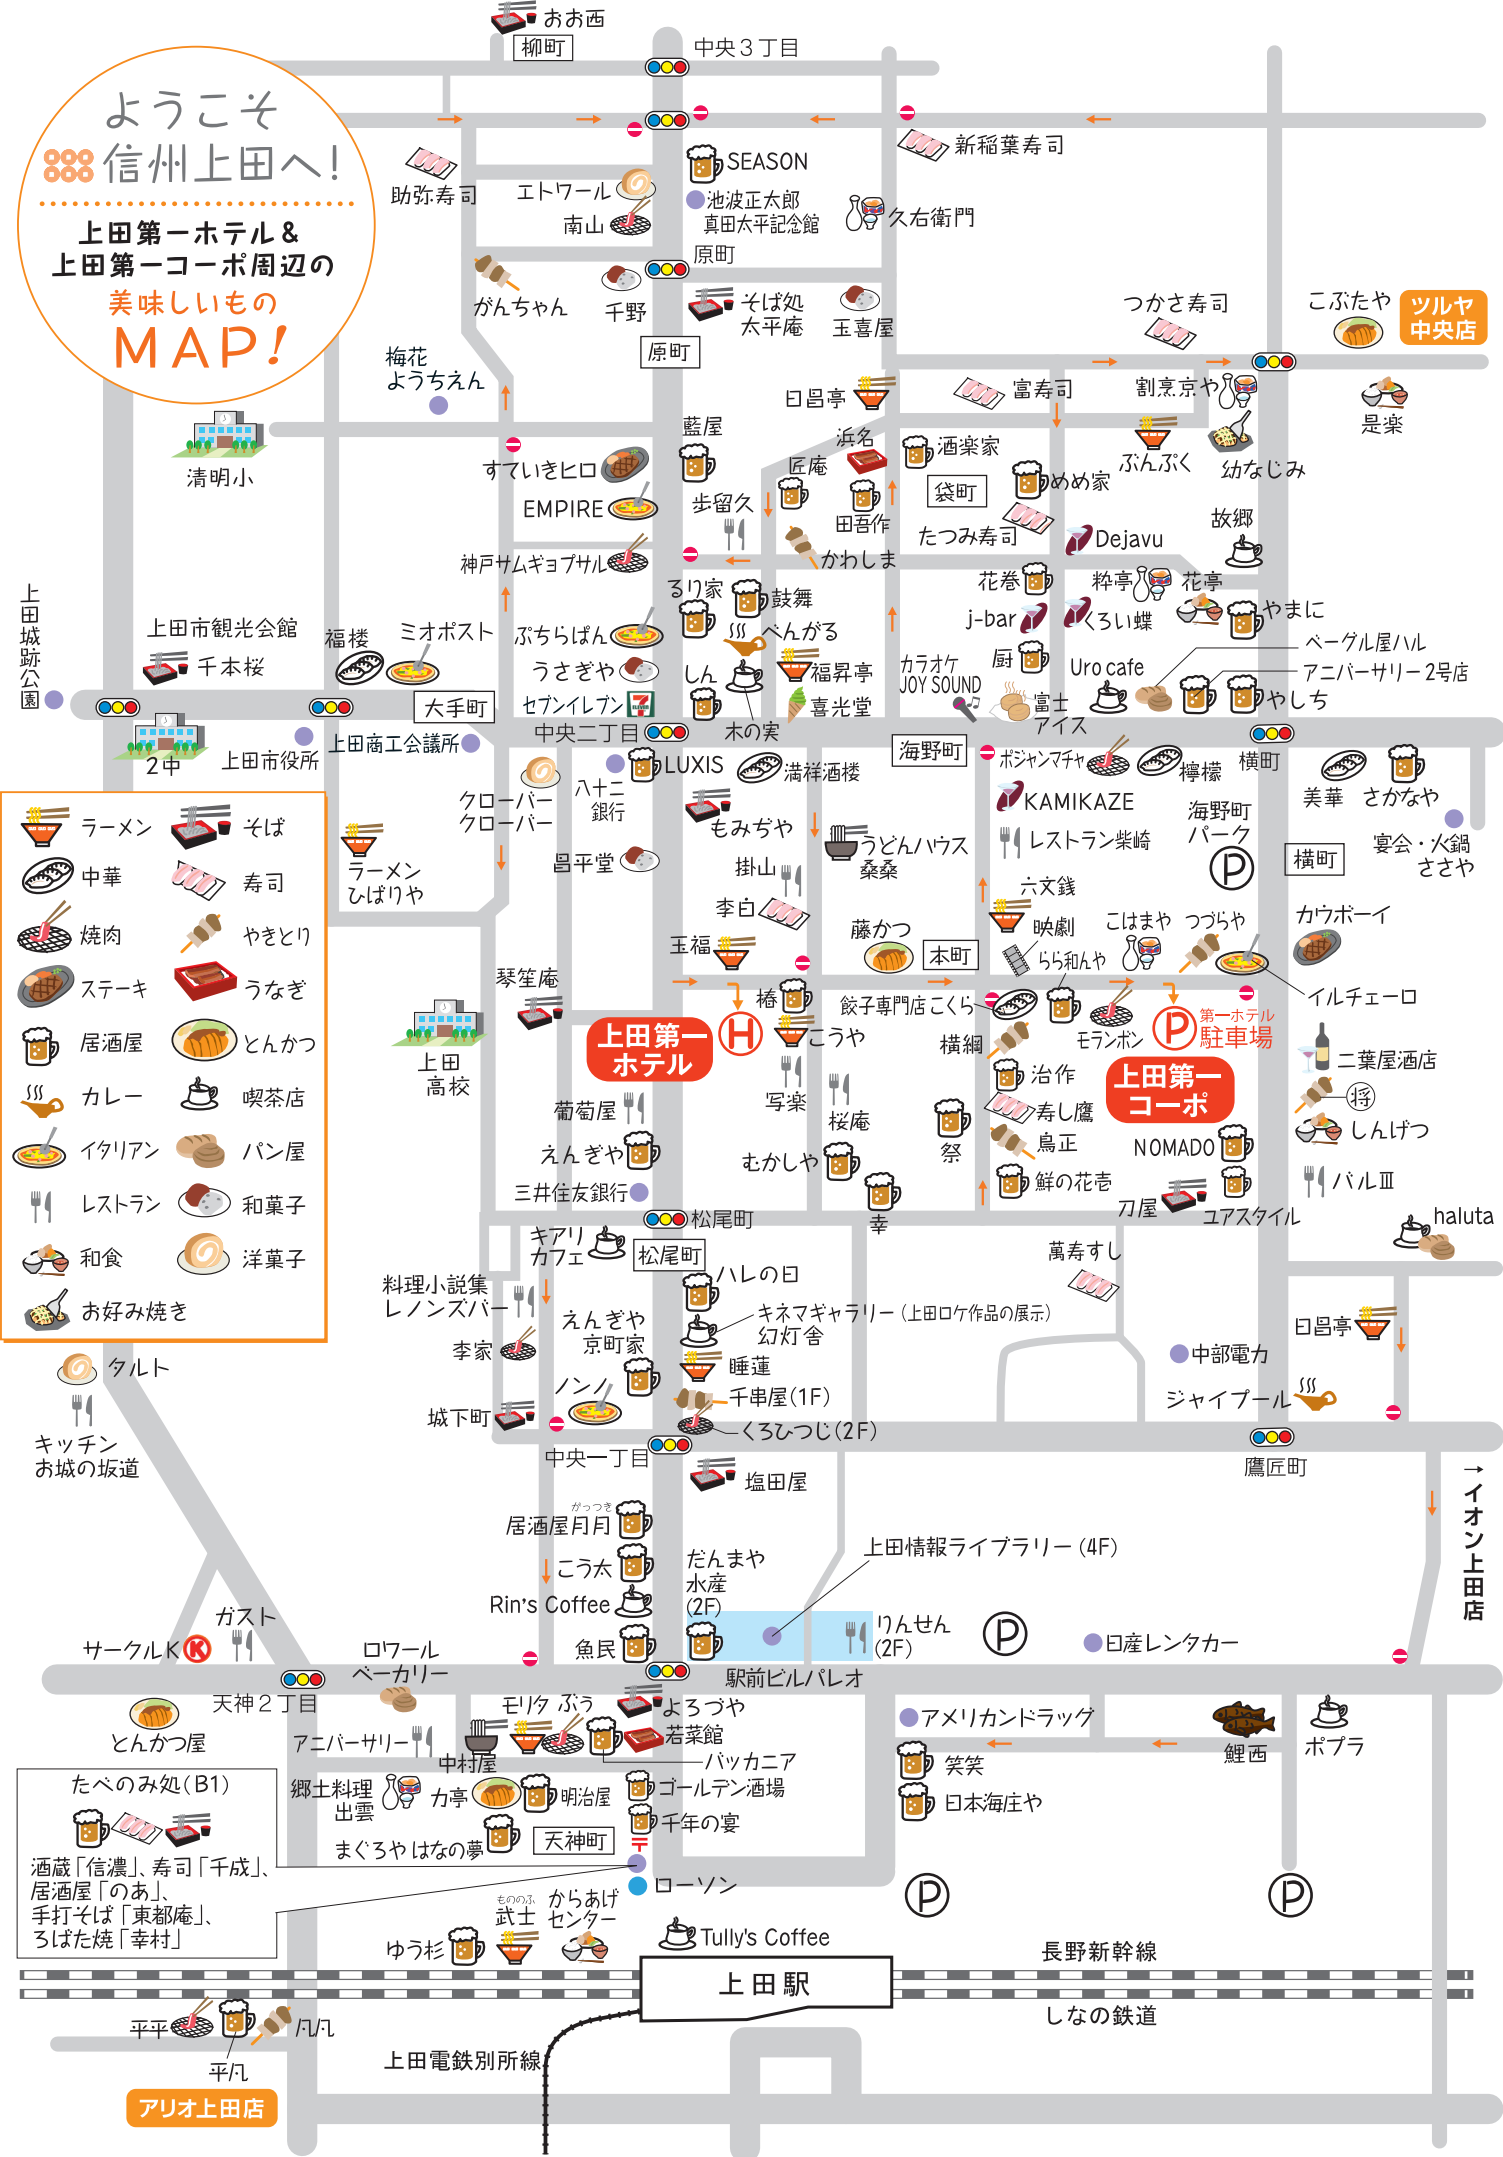 ようこそ
信州上田へ!
上田第一ホテル&
上田第一コーポ周辺の
美味しいもの
MAP!
おお西
柳町
中央3丁目
助弥寿司
エトワール
南山
SEASON
池波正太郎
真田太平記念館
新稲葉寿司
久右衛門
原町
がんちゃん
千野
そば処
太平庵
玉喜屋
つかさ寿司
こぶたや
ツルヤ
中央店
原町
梅花
ようちえん
日昌亭
富寿司
割烹京や
是楽
清明小
すていきヒロ
藍屋
浜名
匠庵
酒楽家
ぶんぷく
幼なじみ
EMPIRE
歩留久
田吾作
袋町
めめ家
たつみ寿司
故郷
神戸サムギョプサル
かわしま
Dejavu
上田城跡公園
るり家
鼓舞
花巻
粋亭
花亭
やまに
上田市観光会館
千本桜
福楼
ミオポスト
ぷちらぱん
べんがる
j-bar
くろい蝶
ベーグル屋ハル
うさぎや
しん
福昇亭
カラオケ
JOY SOUND
厨
Uro cafe
アニバーサリー2号店
大手町
セブンイレブン
喜光堂
富士
アイス
やしち
2中
上田市役所
上田商工会議所
中央二丁目
木の実
海野町
ポジャンマチャ
檸檬
横町
クローバー
クローバー
八十二
銀行
LUXIS
満祥酒楼
KAMIKAZE
海野町
パーク
P
美華
さかなや
もみぢや
うどんハウス
桑桑
レストラン柴崎
横町
宴会・火鍋
ささや
ラーメン
ひばりや
昌平堂
掛山
李白
六文銭
映劇
こはまや
つづらや
カウボーイ
玉福
藤かつ
本町
らら和んや
イルチェーロ
琴笙庵
椿
餃子専門店こくら
上田第一
ホテル
H
こうや
横綱
モランボン
P
第一ホテル
駐車場
二葉屋酒店
上田
高校
写楽
桜庵
治作
上田第一
コーポ
将
葡萄屋
祭
寿し鷹
しんげつ
えんぎや
むかしや
鳥正
NOMADO
三井住友銀行
幸
鮮の花壱
刀屋
ユアスタイル
バルⅢ
ラーメン
そば
中華
寿司
焼肉
やきとり
ステーキ
うなぎ
居酒屋
とんかつ
カレー
喫茶店
イタリアン
パン屋
レストラン
和菓子
和食
洋菓子
お好み焼き
キアリ
カフェ
松尾町
松尾町
haluta
料理小説集
レノンズバー
ハレの日
萬寿すし
えんぎや
京町家
キネマギャラリー(上田ロケ作品の展示)
幻灯舎
日昌亭
李家
睡蓮
中部電力
タルト
ノンノ
千串屋(1F)
ジャイプール
城下町
くろひつじ(2F)
キッチン
お城の坂道
中央一丁目
塩田屋
鷹匠町
→イオン上田店
がっつき
居酒屋月月
こう太
だんまや
水産
(2F)
上田情報ライブラリー(4F)
Rin's Coffee
魚民
りんせん
(2F)
P
日産レンタカー
サークルK
K
ガスト
ロワール
ベーカリー
駅前ビルパレオ
天神2丁目
とんかつ屋
アニバーサリー
モリタ
ぶう
よろづや
若菜館
中村屋
バッカニア
アメリカンドラッグ
鯉西
ポプラ
笑笑
日本海庄や
たべのみ処(B1)
酒蔵「信濃」、寿司「千成」、
居酒屋「のあ」、
手打そば「東都庵」、
ろばた焼「幸村」
郷土料理
出雲
力亭
明治屋
ゴールデン酒場
千年の宴
まぐろや はなの夢
天神町
ローソン
P
P
ゆう杉
もののふ
武士
からあげ
センター
Tully's Coffee
上田駅
長野新幹線
しなの鉄道
平平
凡凡
平凡
上田電鉄別所線
アリオ上田店